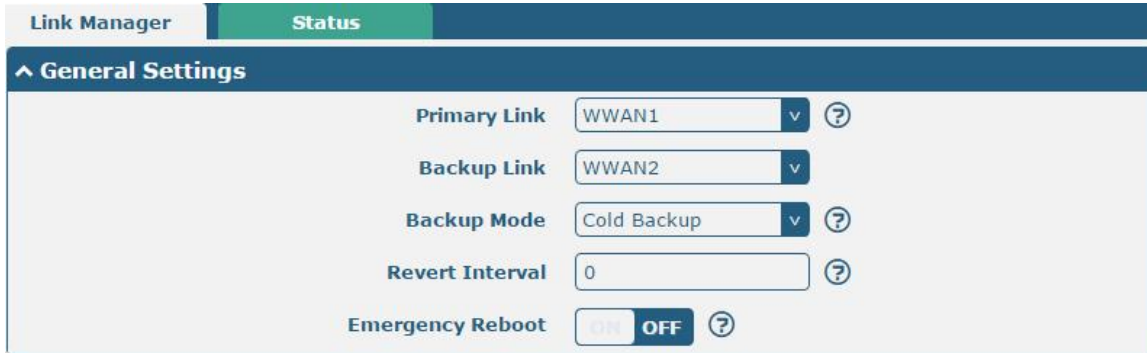 Link Manager Status
General Settings
Primary Link WWAN1 v ?
Backup Link WWAN2 v
Backup Mode Cold Backup v ?
Revert Interval 0 ?
Emergency Reboot ON OFF ?